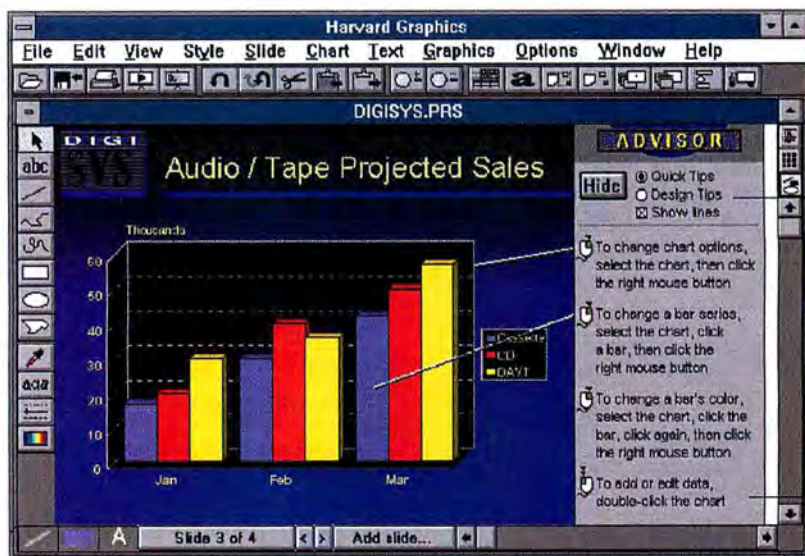 Harvard Graphics
File Edit View Style Slide Chart Text Graphics Options Window Help
a
DIGISYS.PRS
abc
DIGI
SYS
Audio / Tape Projected Sales
ADVISOR
Hide
Quick Tips
Design Tips
Show lines
Thousands
60
50
40
30
20
10
0
Jan Feb Mar
Cassette
CD
To change chart options,
select the chart, then click
the right mouse button
To change a bar series,
select the chart, click
a bar, then click the
right mouse button
To change a bar's color,
select the chart, click the
bar, click again, then click
the right mouse button
To add or edit data,
double-click the chart
A Slide 3 of 4 < > Add slide...